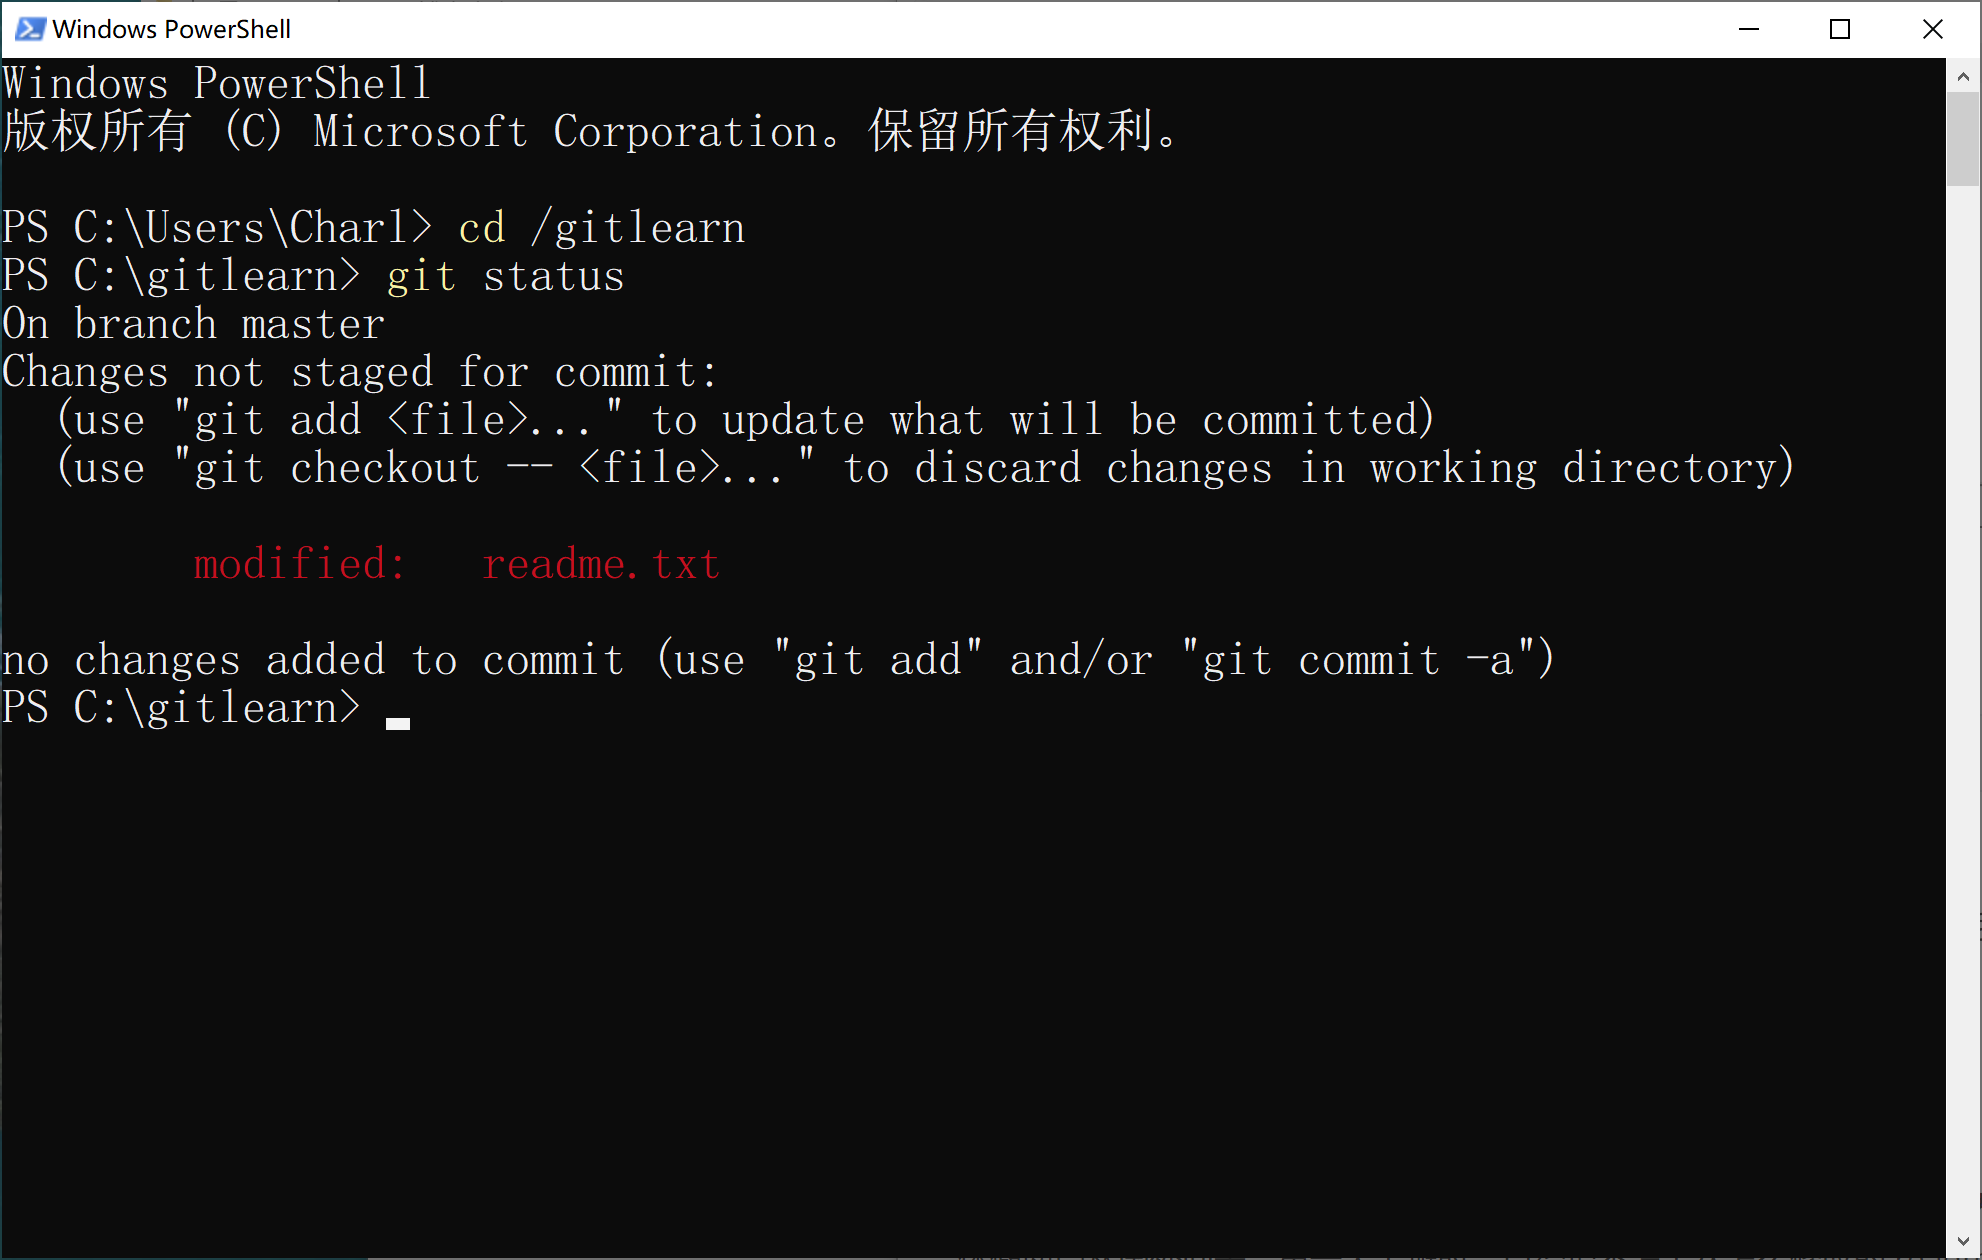 Windows PowerShell
Windows PowerShell
版权所有 (C) Microsoft Corporation。保留所有权利。
PS C:\Users\Charl> cd /gitlearn
PS C:\gitlearn> git status
On branch master
Changes not staged for commit:
  (use "git add <file>..." to update what will be committed)
  (use "git checkout -- <file>..." to discard changes in working directory)
        modified:   readme.txt
no changes added to commit (use "git add" and/or "git commit -a")
PS C:\gitlearn>